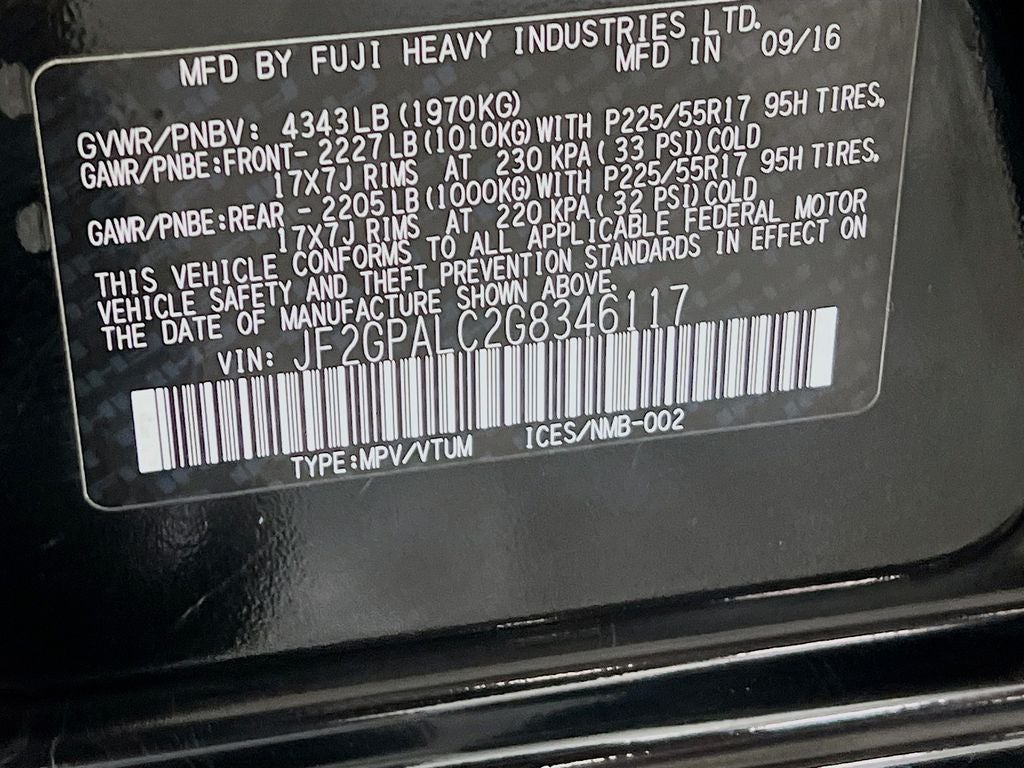 MFD BY FUJI HEAVY INDUSTRIES LTD.
MFD IN 09/16
GVWR/PNBV: 4343LB (1970KG)
GAWR/PNBE:FRONT- 2227LB(1010KG)WITH P225/55R17 95H TIRES,
17X7J RIMS AT 230 KPA( 33 PSI)COLD
GAWR/PNBE:REAR - 2205LB(1000KG)WITH P225/55R17 95H TIRES,
17X7J RIMS AT 220 KPA( 32 PSI)COLD
THIS VEHICLE CONFORMS TO ALL APPLICABLE FEDERAL MOTOR
VEHICLE SAFETY AND THEFT PREVENTION STANDARDS IN EFFECT ON
THE DATE OF MANUFACTURE SHOWN ABOVE.
VIN: JF2GPALC2G8346117
TYPE:MPV/VTUM ICES/NMB-002